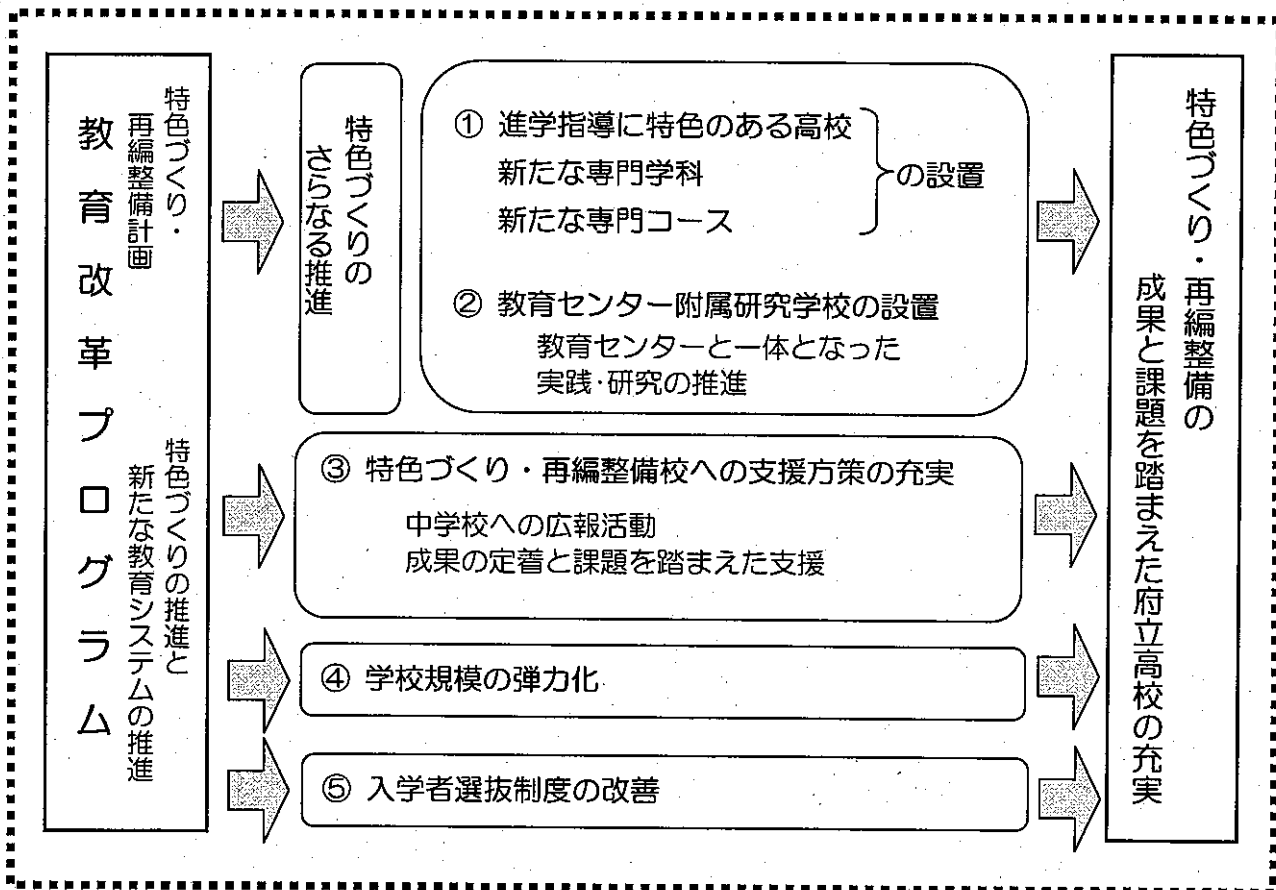 教育改革プログラム
特色づくり・
再編整備計画
特色づくりの推進と
新たな教育システムの推進
特色づくりの
さらなる推進
① 進学指導に特色のある高校
新たな専門学科
新たな専門コース
の設置
② 教育センター附属研究学校の設置
教育センターと一体となった
実践・研究の推進
③ 特色づくり・再編整備校への支援方策の充実
中学校への広報活動
成果の定着と課題を踏まえた支援
④ 学校規模の弾力化
⑤ 入学者選抜制度の改善
特色づくり・再編整備の
成果と課題を踏まえた府立高校の充実